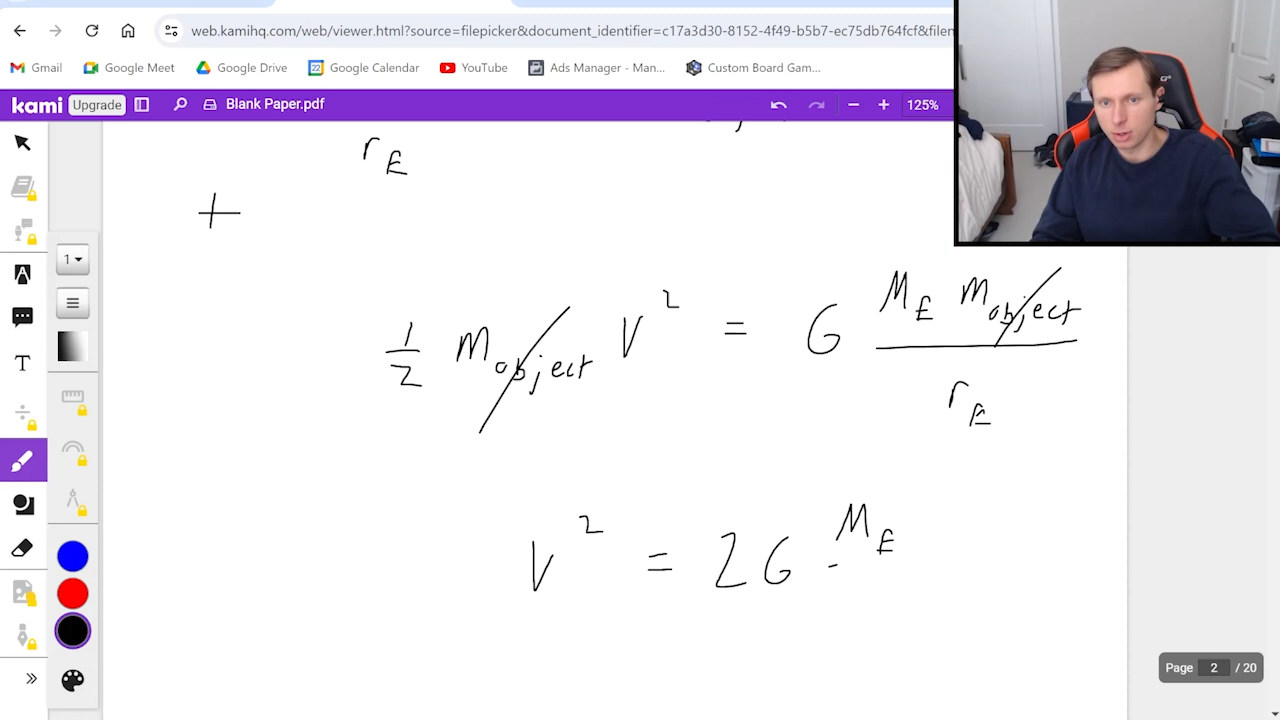 web.kamihq.com/web/viewer.html?source=filepicker&document_identifier=c17a3d30-8152-4f49-b5b7-ec75db764fcf&filen
Gmail Google Meet Google Drive 22 Google Calendar YouTube Ads Manager - Man... Custom Board Gam...
kami Upgrade Blank Paper.pdf 125%
r_E
+
1
1/2 m_object v^2 = G M_E m_object / r_E
v^2 = 2G M_E
Page 2 / 20